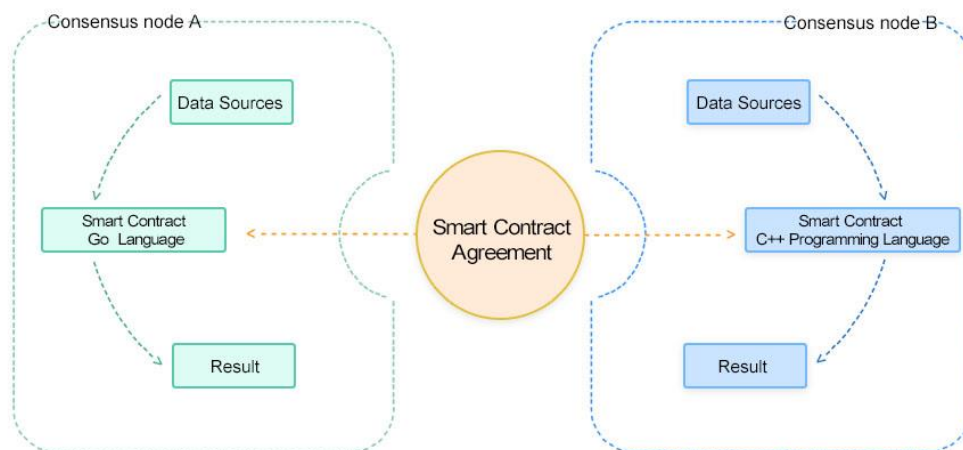 Consensus node A
Consensus node B
Data Sources
Smart Contract
Go Language
Result
Smart Contract
Agreement
Data Sources
Smart Contract
C++ Programming Language
Result